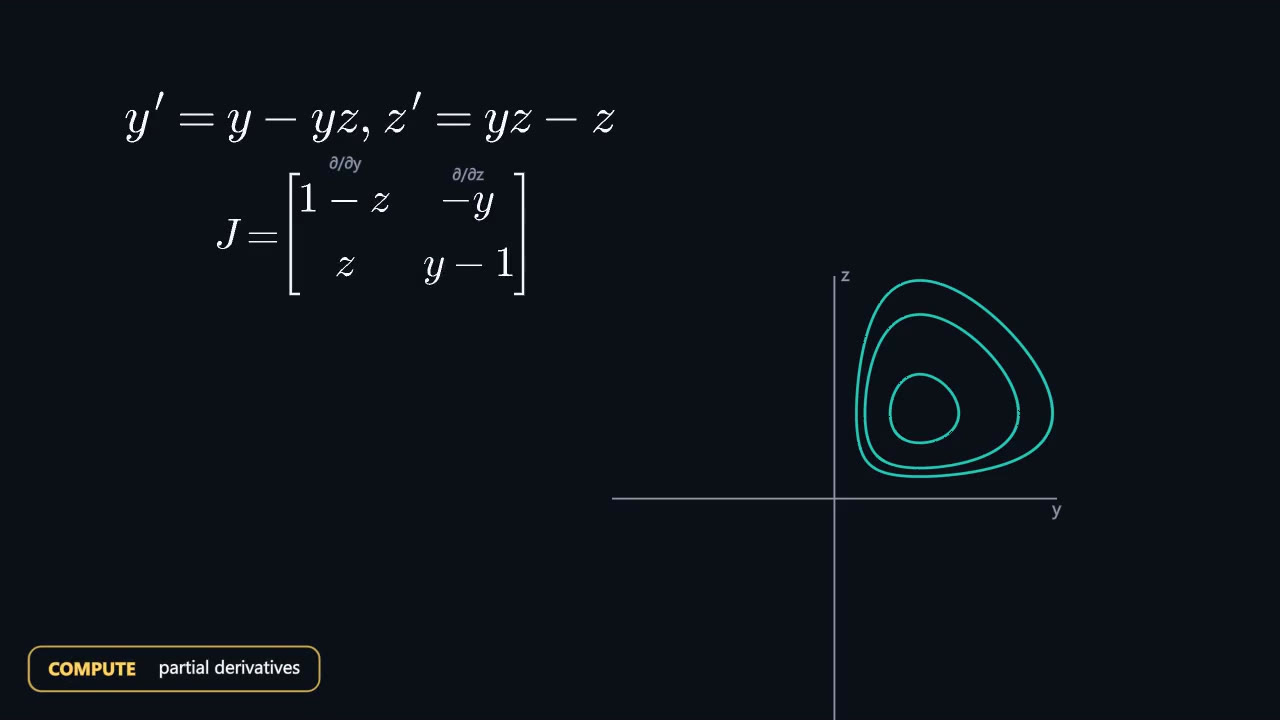 y′ = y − yz, z′ = yz − z
∂/∂y ∂/∂z
J = [ 1 − z −y
z y − 1 ]
z
y
COMPUTE partial derivatives